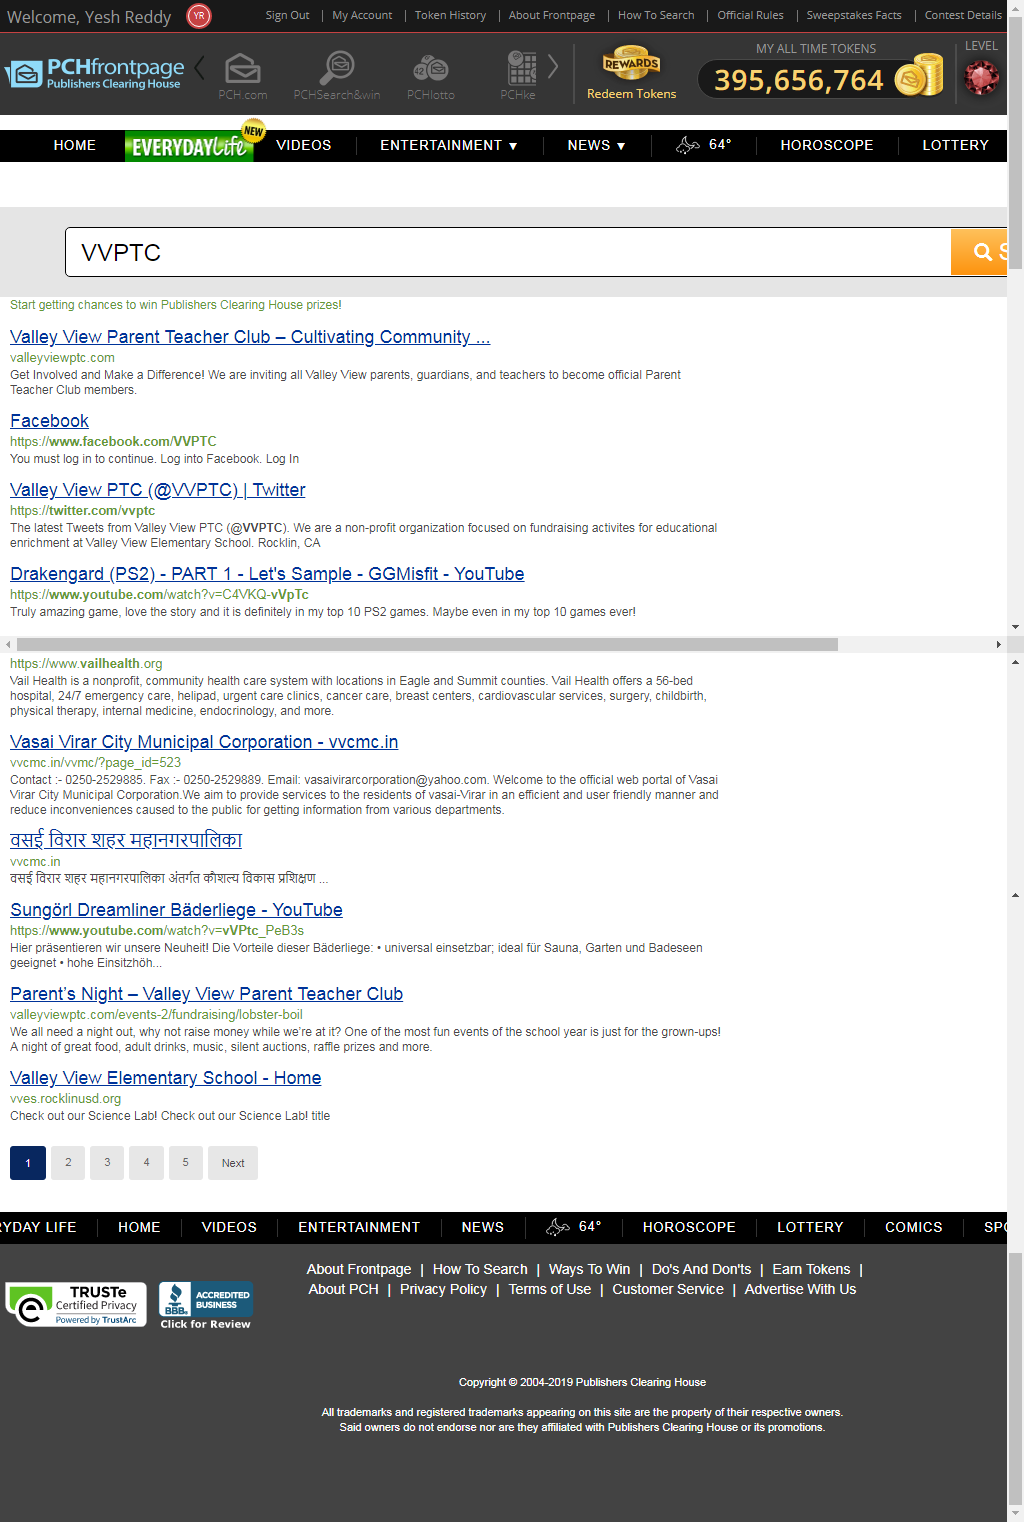 Welcome, Yesh Reddy YR Sign Out | My Account | Token History | About Frontpage | How To Search | Official Rules | Sweepstakes Facts | Contest Details
PCHfrontpage
Publishers Clearing House
PCH.com PCHSearch&win PCHlotto PCHke
REWARDS
Redeem Tokens
MY ALL TIME TOKENS
395,656,764
LEVEL
HOME EVERYDAY Life NEW VIDEOS ENTERTAINMENT ▼ NEWS ▼ 64° HOROSCOPE LOTTERY
VVPTC S
Start getting chances to win Publishers Clearing House prizes!
Valley View Parent Teacher Club – Cultivating Community ...
valleyviewptc.com
Get Involved and Make a Difference! We are inviting all Valley View parents, guardians, and teachers to become official Parent
Teacher Club members.
Facebook
https://www.facebook.com/VVPTC
You must log in to continue. Log into Facebook. Log In
Valley View PTC (@VVPTC) | Twitter
https://twitter.com/vvptc
The latest Tweets from Valley View PTC (@VVPTC). We are a non-profit organization focused on fundraising activites for educational
enrichment at Valley View Elementary School. Rocklin, CA
Drakengard (PS2) - PART 1 - Let's Sample - GGMisfit - YouTube
https://www.youtube.com/watch?v=C4VKQ-vVpTc
Truly amazing game, love the story and it is definitely in my top 10 PS2 games. Maybe even in my top 10 games ever!
https://www.vailhealth.org
Vail Health is a nonprofit, community health care system with locations in Eagle and Summit counties. Vail Health offers a 56-bed
hospital, 24/7 emergency care, helipad, urgent care clinics, cancer care, breast centers, cardiovascular services, surgery, childbirth,
physical therapy, internal medicine, endocrinology, and more.
Vasai Virar City Municipal Corporation - vvcmc.in
vvcmc.in/vvmc/?page_id=523
Contact :- 0250-2529885. Fax :- 0250-2529889. Email: vasaivirarcorporation@yahoo.com. Welcome to the official web portal of Vasai
Virar City Municipal Corporation.We aim to provide services to the residents of vasai-Virar in an efficient and user friendly manner and
reduce inconveniences caused to the public for getting information from various departments.
वसई विरार शहर महानगरपालिका
vvcmc.in
वसई विरार शहर महानगरपालिका अंतर्गत कौशल्य विकास प्रशिक्षण ...
Sungörl Dreamliner Bäderliege - YouTube
https://www.youtube.com/watch?v=vVPtc_PeB3s
Hier präsentieren wir unsere Neuheit! Die Vorteile dieser Bäderliege: • universal einsetzbar; ideal für Sauna, Garten und Badeseen
geeignet • hohe Einsitzhöh...
Parent’s Night – Valley View Parent Teacher Club
valleyviewptc.com/events-2/fundraising/lobster-boil
We all need a night out, why not raise money while we’re at it? One of the most fun events of the school year is just for the grown-ups!
A night of great food, adult drinks, music, silent auctions, raffle prizes and more.
Valley View Elementary School - Home
vves.rocklinusd.org
Check out our Science Lab! Check out our Science Lab! title
1 2 3 4 5 Next
RYDAY LIFE HOME VIDEOS ENTERTAINMENT NEWS 64° HOROSCOPE LOTTERY COMICS SPO
About Frontpage | How To Search | Ways To Win | Do's And Don'ts | Earn Tokens |
About PCH | Privacy Policy | Terms of Use | Customer Service | Advertise With Us
TRUSTe
Certified Privacy
Powered by TrustArc
BBB. ACCREDITED
BUSINESS
Click for Review
Copyright © 2004-2019 Publishers Clearing House
All trademarks and registered trademarks appearing on this site are the property of their respective owners.
Said owners do not endorse nor are they affiliated with Publishers Clearing House or its promotions.